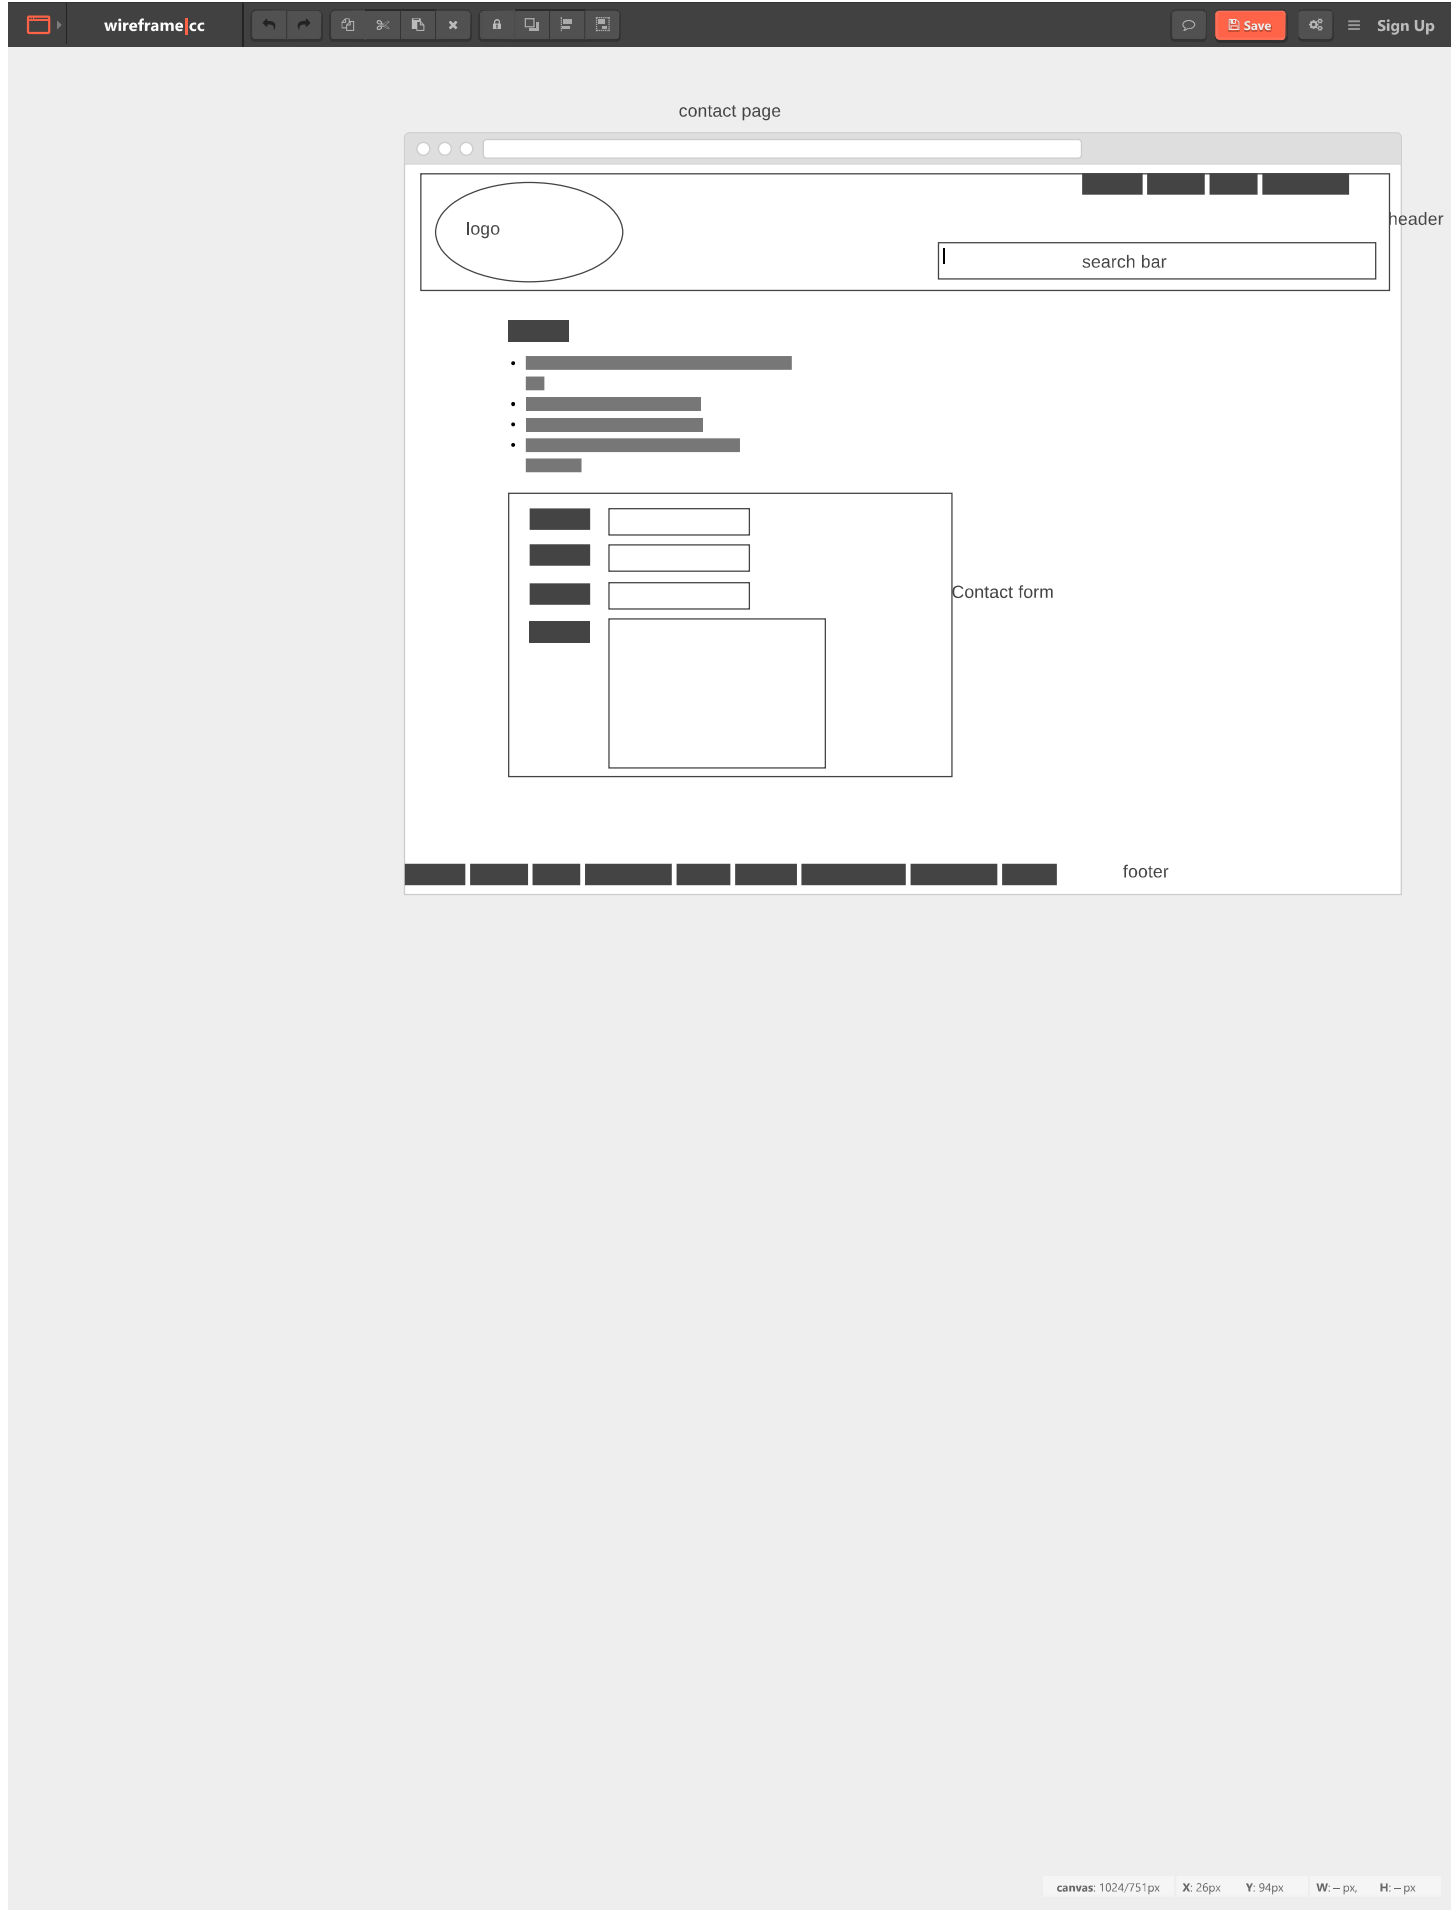 wireframe|cc
Save
Sign Up
contact page
logo
header
search bar
Contact form
footer
canvas: 1024/751px X: 26px Y: 94px W: – px, H: – px